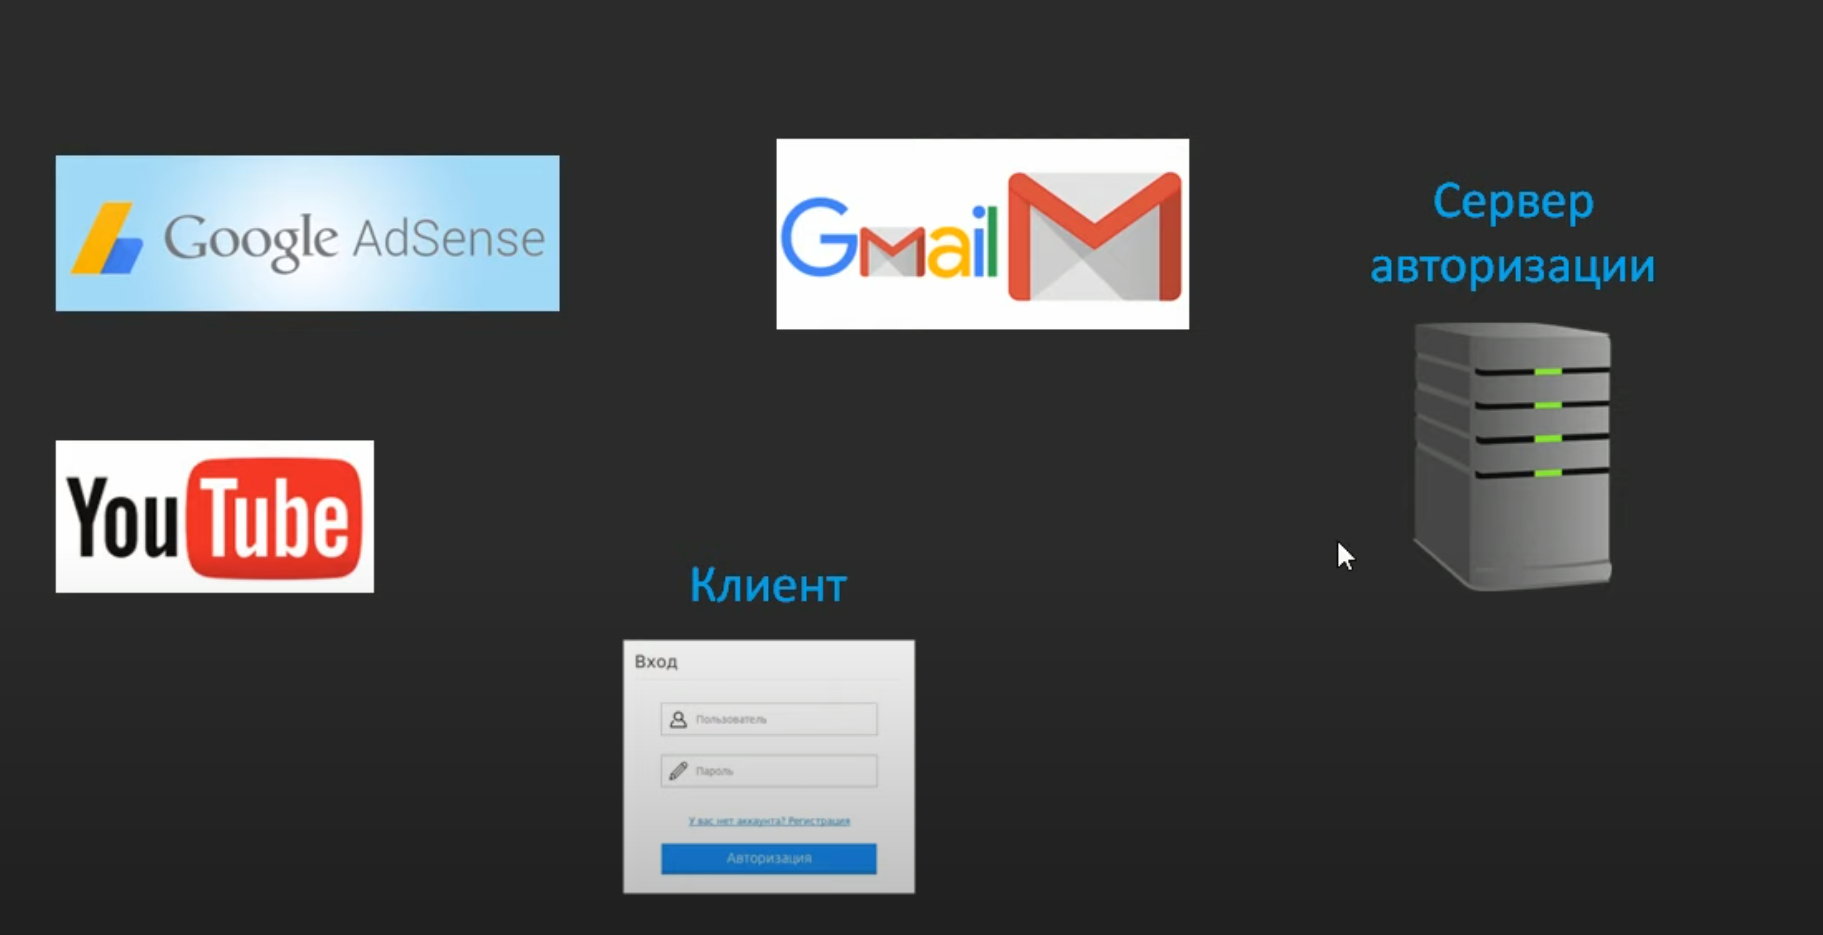 Google AdSense
Gmail
Сервер
авторизации
YouTube
Клиент
Вход
Пользователь
Пароль
У вас нет аккаунта? Регистрация
Авторизация